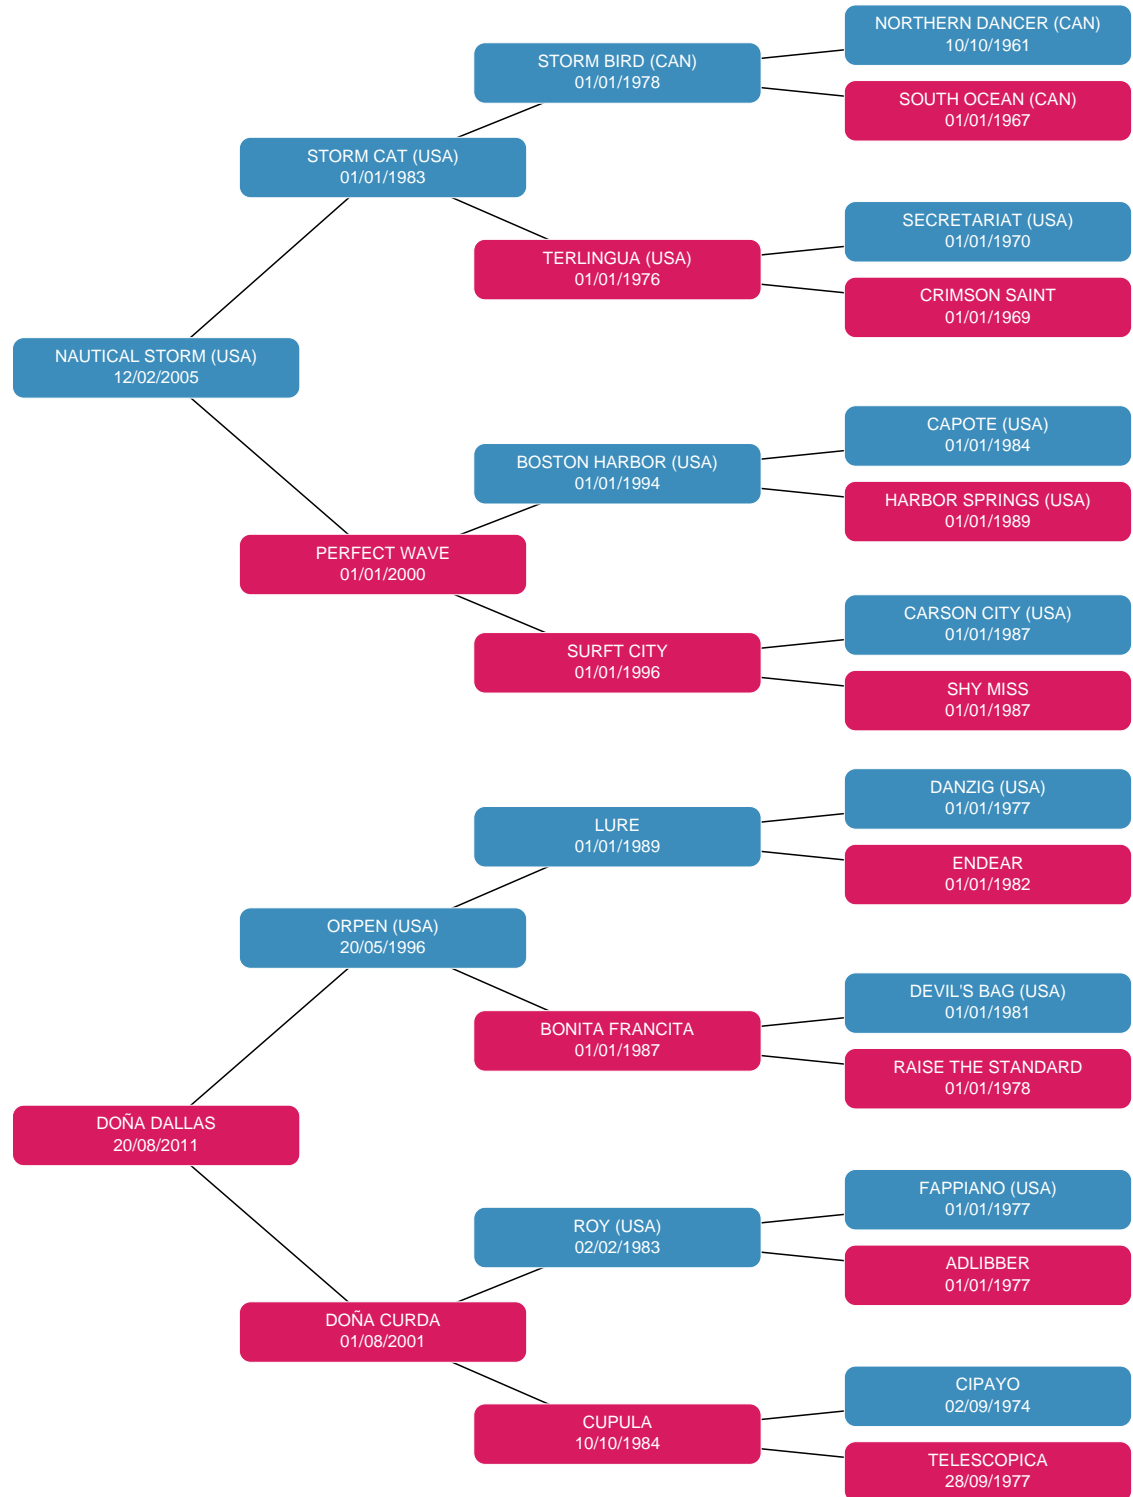 NORTHERN DANCER (CAN)
10/10/1961
STORM BIRD (CAN)
01/01/1978
SOUTH OCEAN (CAN)
01/01/1967
STORM CAT (USA)
01/01/1983
SECRETARIAT (USA)
01/01/1970
TERLINGUA (USA)
01/01/1976
CRIMSON SAINT
01/01/1969
NAUTICAL STORM (USA)
12/02/2005
CAPOTE (USA)
01/01/1984
BOSTON HARBOR (USA)
01/01/1994
HARBOR SPRINGS (USA)
01/01/1989
PERFECT WAVE
01/01/2000
CARSON CITY (USA)
01/01/1987
SURFT CITY
01/01/1996
SHY MISS
01/01/1987
DANZIG (USA)
01/01/1977
LURE
01/01/1989
ENDEAR
01/01/1982
ORPEN (USA)
20/05/1996
DEVIL'S BAG (USA)
01/01/1981
BONITA FRANCITA
01/01/1987
RAISE THE STANDARD
01/01/1978
DOÑA DALLAS
20/08/2011
FAPPIANO (USA)
01/01/1977
ROY (USA)
02/02/1983
ADLIBBER
01/01/1977
DOÑA CURDA
01/08/2001
CIPAYO
02/09/1974
CUPULA
10/10/1984
TELESCOPICA
28/09/1977